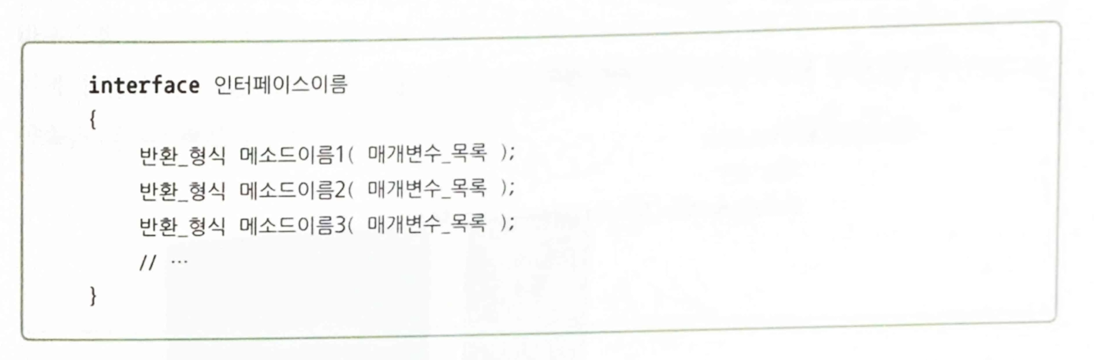 interface 인터페이스이름
{
반환_형식 메소드이름1( 매개변수_목록 );
반환_형식 메소드이름2( 매개변수_목록 );
반환_형식 메소드이름3( 매개변수_목록 );
// …
}